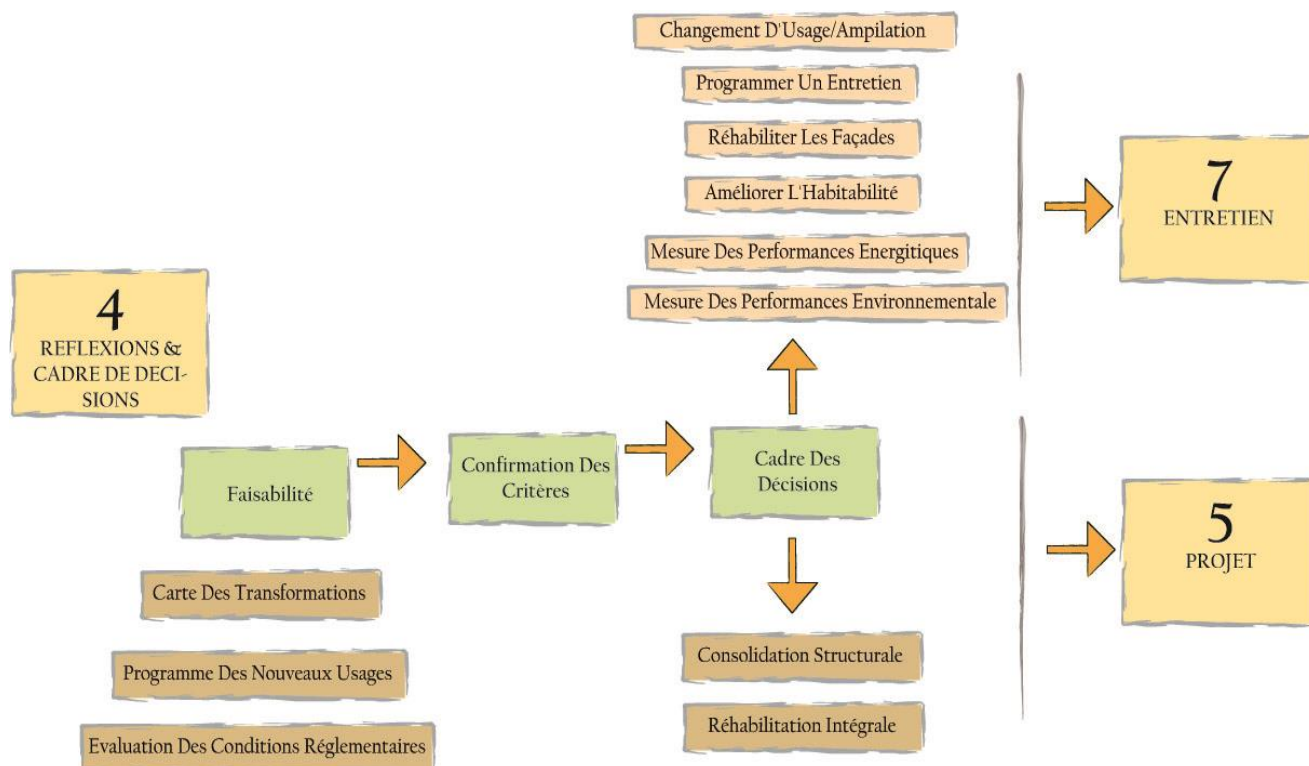 Changement D'Usage/Ampilation
Programmer Un Entretien
Réhabiliter Les Façades
Améliorer L'Habitabilité
Mesure Des Performances Energitiques
Mesure Des Performances Environnementale
7
ENTRETIEN
4
REFLEXIONS &
CADRE DE DECI-
SIONS
Faisabilité
Confirmation Des
Critères
Cadre Des
Décisions
5
PROJET
Carte Des Transformations
Programme Des Nouveaux Usages
Evaluation Des Conditions Réglementaires
Consolidation Structurale
Réhabilitation Intégrale